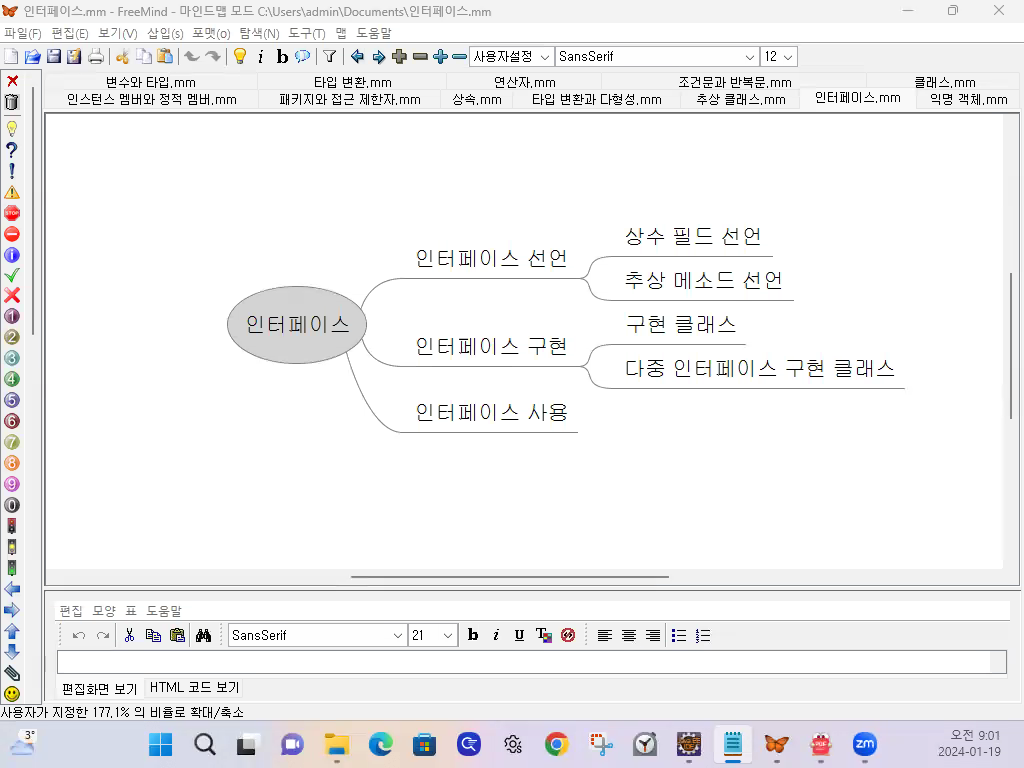 인터페이스.mm - FreeMind - 마인드맵 모드 C:\Users\admin\Documents\인터페이스.mm
파일(F) 편집(E) 보기(V) 삽입(s) 포맷(o) 탐색(N) 도구(T) 맵 도움말
사용자설정 SansSerif 12
변수와 타입.mm 타입 변환.mm 연산자.mm 조건문과 반복문.mm 클래스.mm
인스턴스 멤버와 정적 멤버.mm 패키지와 접근 제한자.mm 상속.mm 타입 변환과 다형성.mm 추상 클래스.mm 인터페이스.mm 익명 객체.mm
상수 필드 선언
인터페이스 선언
추상 메소드 선언
인터페이스
구현 클래스
인터페이스 구현
다중 인터페이스 구현 클래스
인터페이스 사용
편집 모양 표 도움말
SansSerif 21
편집화면 보기 HTML 코드 보기
사용자가 지정한 177.1% 의 비율로 확대/축소
3°
오전 9:01
2024-01-19